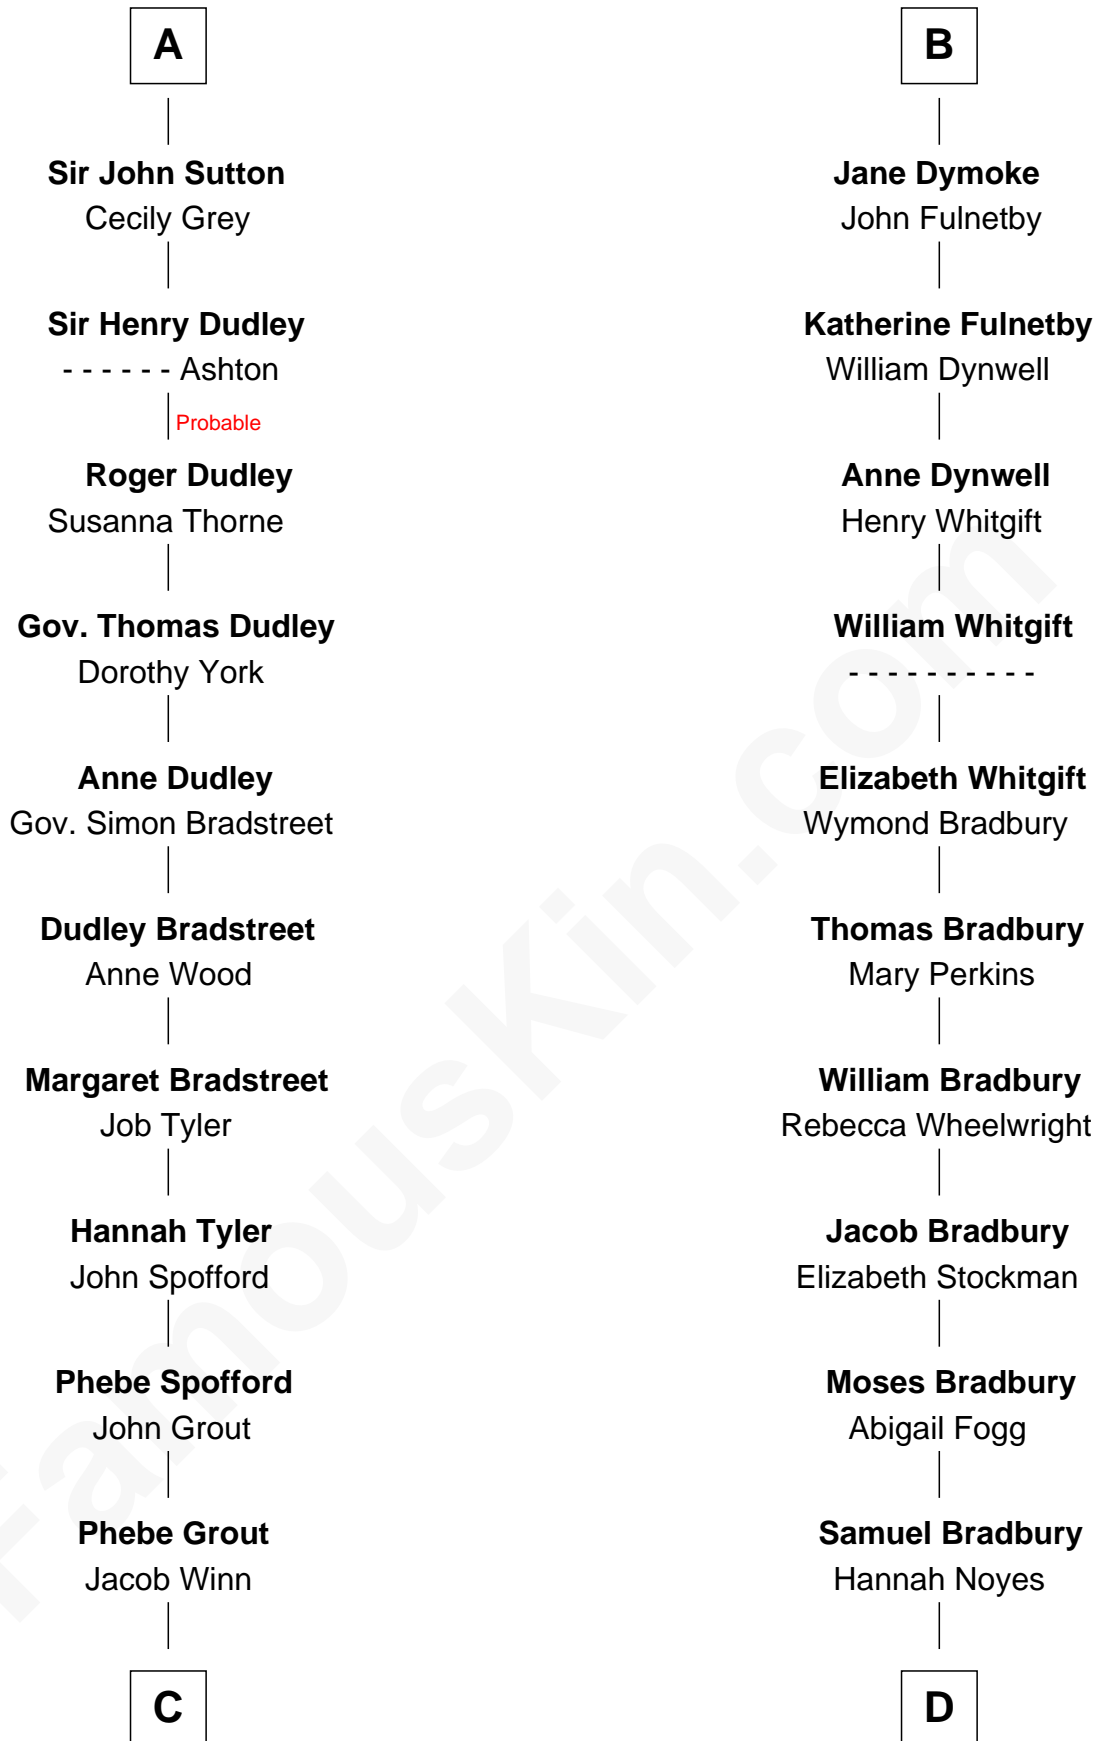 A
Sir John Sutton
Cecily Grey
Sir Henry Dudley
- - - - - - Ashton
Probable
Roger Dudley
Susanna Thorne
Gov. Thomas Dudley
Dorothy York
Anne Dudley
Gov. Simon Bradstreet
Dudley Bradstreet
Anne Wood
Margaret Bradstreet
Job Tyler
Hannah Tyler
John Spofford
Phebe Spofford
John Grout
Phebe Grout
Jacob Winn
C
B
Jane Dymoke
John Fulnetby
Katherine Fulnetby
William Dynwell
Anne Dynwell
Henry Whitgift
William Whitgift
- - - - - - - - - -
Elizabeth Whitgift
Wymond Bradbury
Thomas Bradbury
Mary Perkins
William Bradbury
Rebecca Wheelwright
Jacob Bradbury
Elizabeth Stockman
Moses Bradbury
Abigail Fogg
Samuel Bradbury
Hannah Noyes
D
FamousKin.com